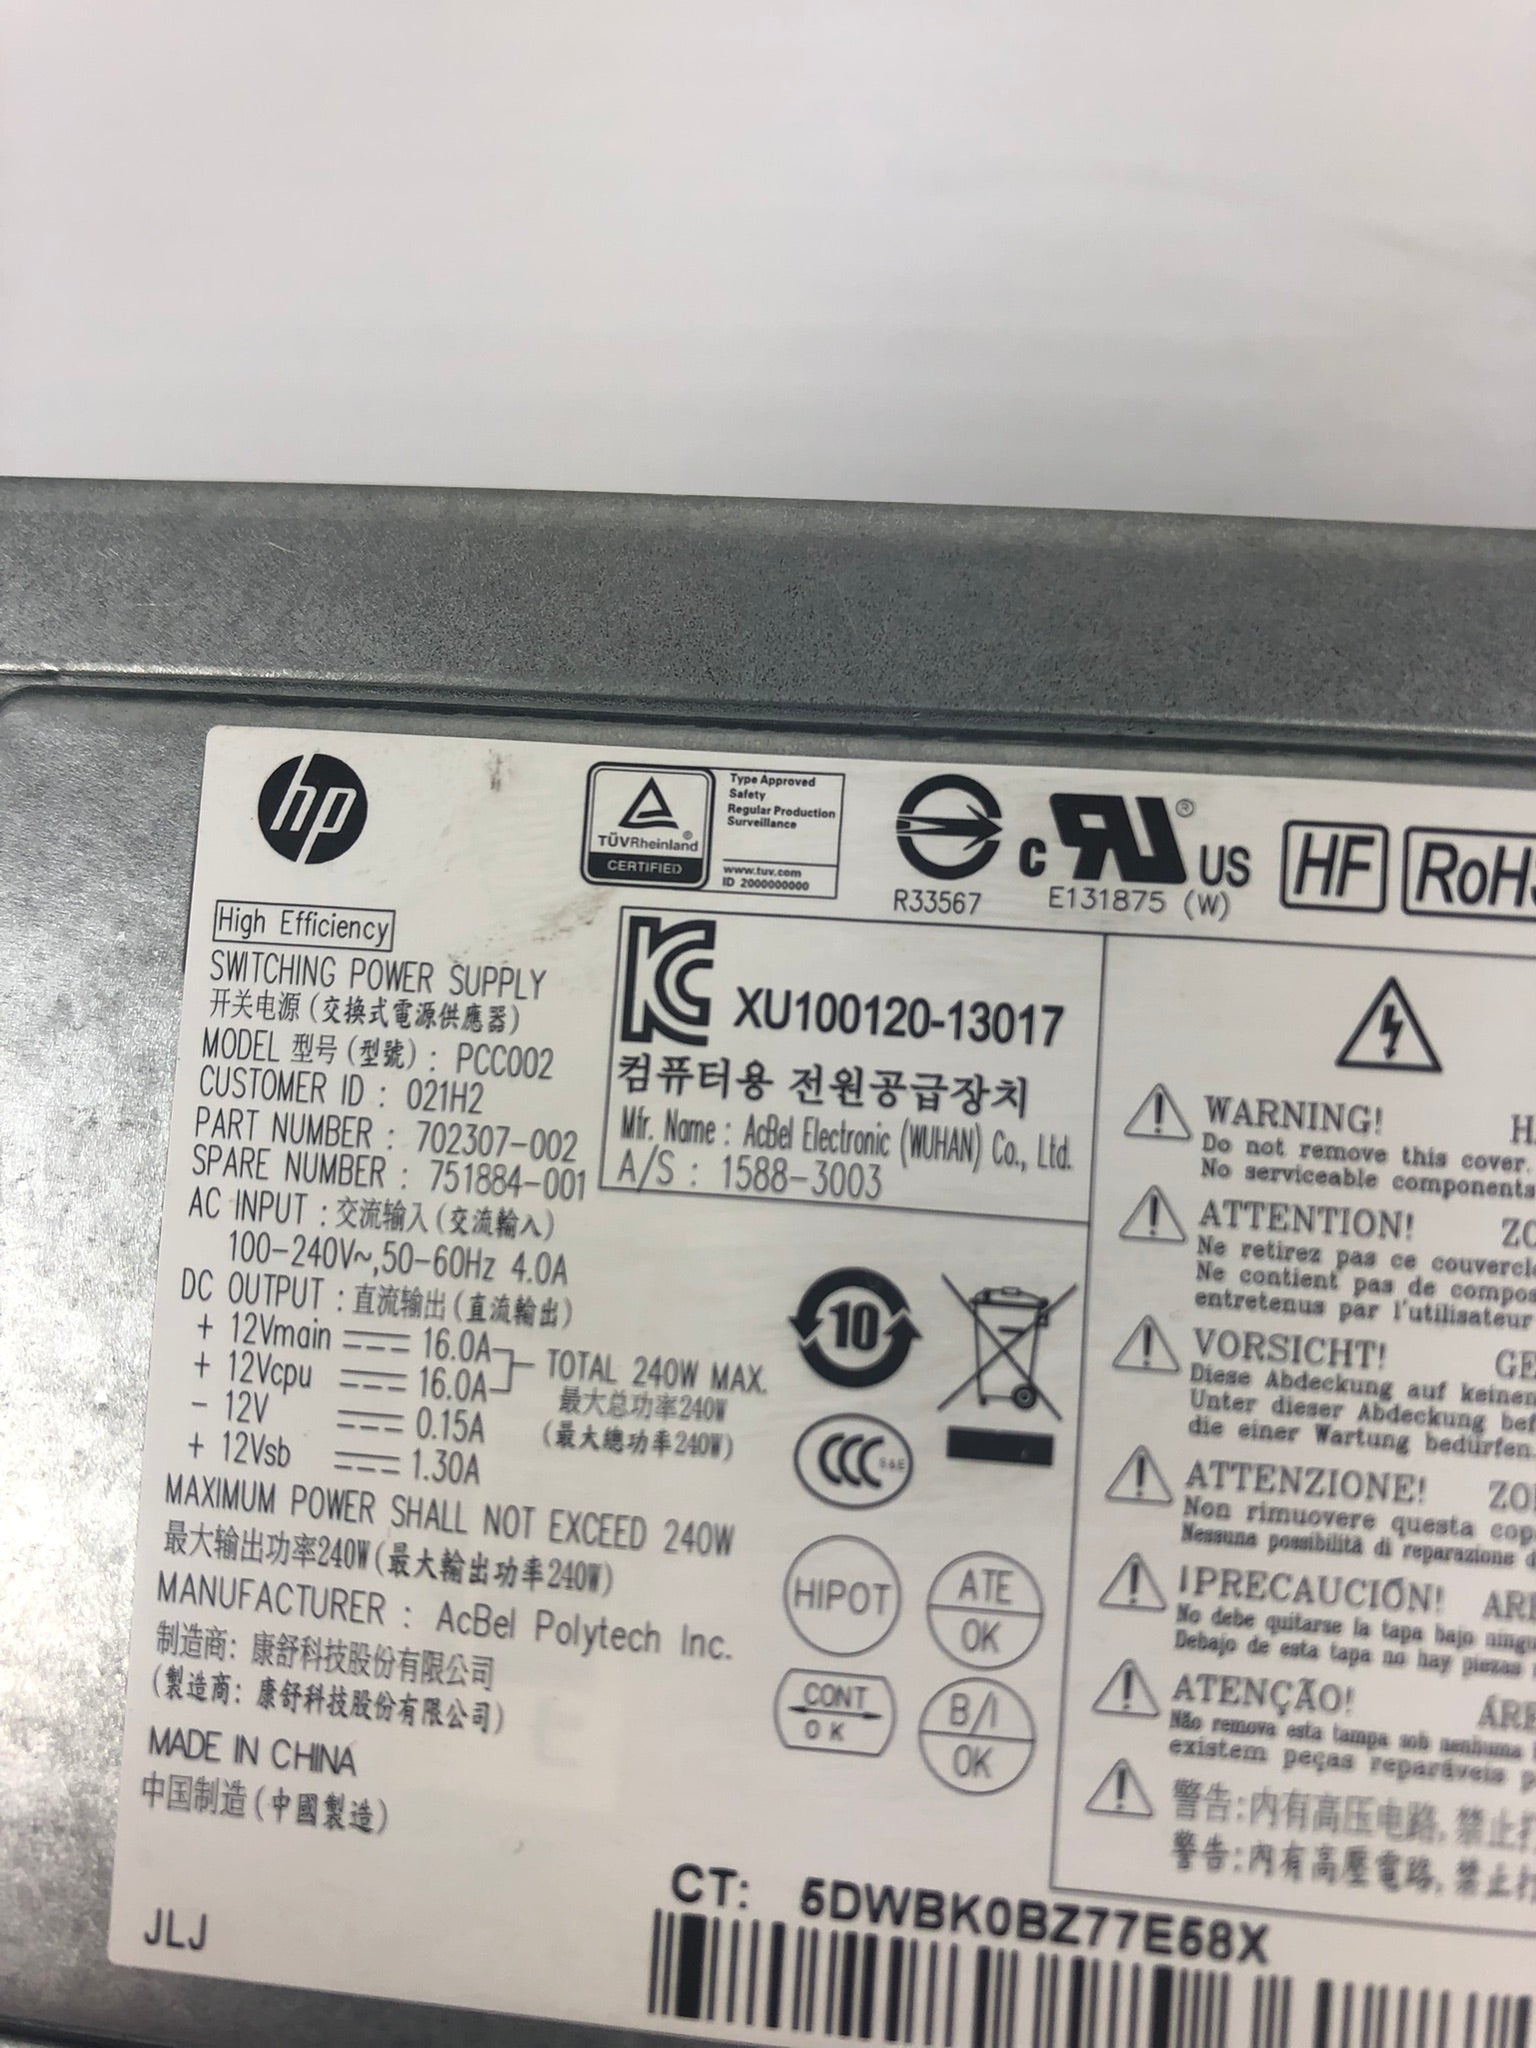 hp
TÜVRheinland®
CERTIFIED
Type Approved
Safety
Regular Production
Surveillance
www.tuv.com
ID 2000000000
R33567
c RU® US
E131875 (W)
HF
RoHS
High Efficiency
SWITCHING POWER SUPPLY
开关电源 (交換式電源供應器)
MODEL 型号 (型號) : PCC002
CUSTOMER ID : 021H2
PART NUMBER : 702307-002
SPARE NUMBER : 751884-001
AC INPUT : 交流输入 (交流輸入)
100-240V~,50-60Hz 4.0A
DC OUTPUT : 直流输出 (直流輸出)
+ 12Vmain 16.0A
+ 12Vcpu 16.0A
TOTAL 240W MAX.
最大总功率240W
(最大總功率240W)
- 12V 0.15A
+ 12Vsb 1.30A
MAXIMUM POWER SHALL NOT EXCEED 240W
最大输出功率240W (最大輸出功率240W)
MANUFACTURER : AcBel Polytech Inc.
制造商: 康舒科技股份有限公司
(製造商: 康舒科技股份有限公司)
MADE IN CHINA
中国制造 (中國製造)
JLJ
KC
XU100120-13017
컴퓨터용 전원공급장치
Mfr. Name : AcBel Electronic (WUHAN) Co., Ltd.
A/S : 1588-3003
10
CCC S&E
HIPOT
ATE
OK
CONT
OK
B/I
OK
WARNING!
Do not remove this cover.
No serviceable components
ATTENTION!
Ne retirez pas ce couvercle
Ne contient pas de
entretenus par l'utilisateur
VORSICHT!
Diese Abdeckung auf keinen
Unter dieser Abdeckung
die einer Wartung bedürfen.
ATTENZIONE!
Non rimuovere questa
Nessuna possibilità di riparazione
¡PRECAUCIÓN!
No debe quitarse la tapa bajo
Debajo de esta tapa no hay piezas
ATENÇÃO!
Não remova esta tampa sob nenhuma
existem peças reparáveis
警告:内有高压电路,禁止
警告:內有高壓電路,禁止
CT: 5DWBK0BZ77E58X